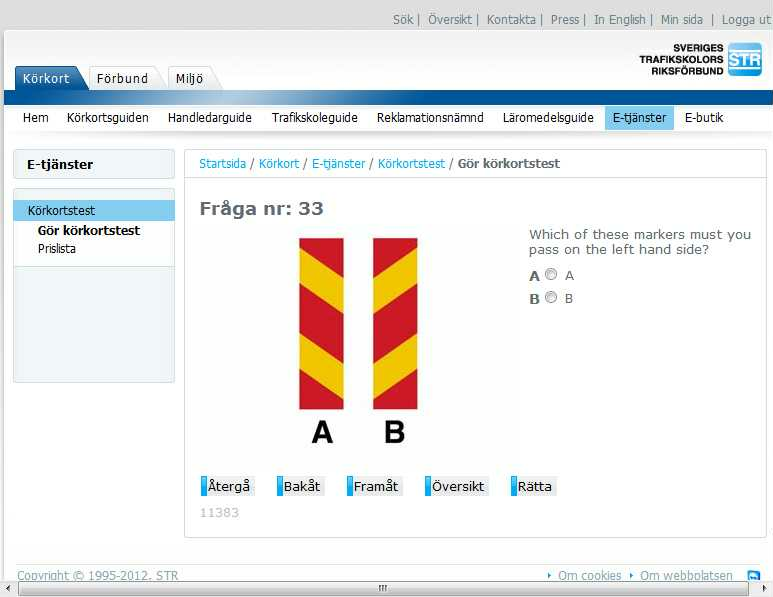 Sök | Översikt | Kontakta | Press | In English | Min sida | Logga ut
SVERIGES
TRAFIKSKOLORS
RIKSFÖRBUND
STR
Körkort Förbund Miljö
Hem Körkortsguiden Handledarguide Trafikskoleguide Reklamationsnämnd Läromedelsguide E-tjänster E-butik
E-tjänster
Körkortstest
Gör körkortstest
Prislista
Startsida / Körkort / E-tjänster / Körkortstest / Gör körkortstest
Fråga nr: 33
Which of these markers must you
pass on the left hand side?
A A
B B
A B
Återgå Bakåt Framåt Översikt Rätta
11383
Copyright © 1995-2012, STR Om cookies Om webbplatsen